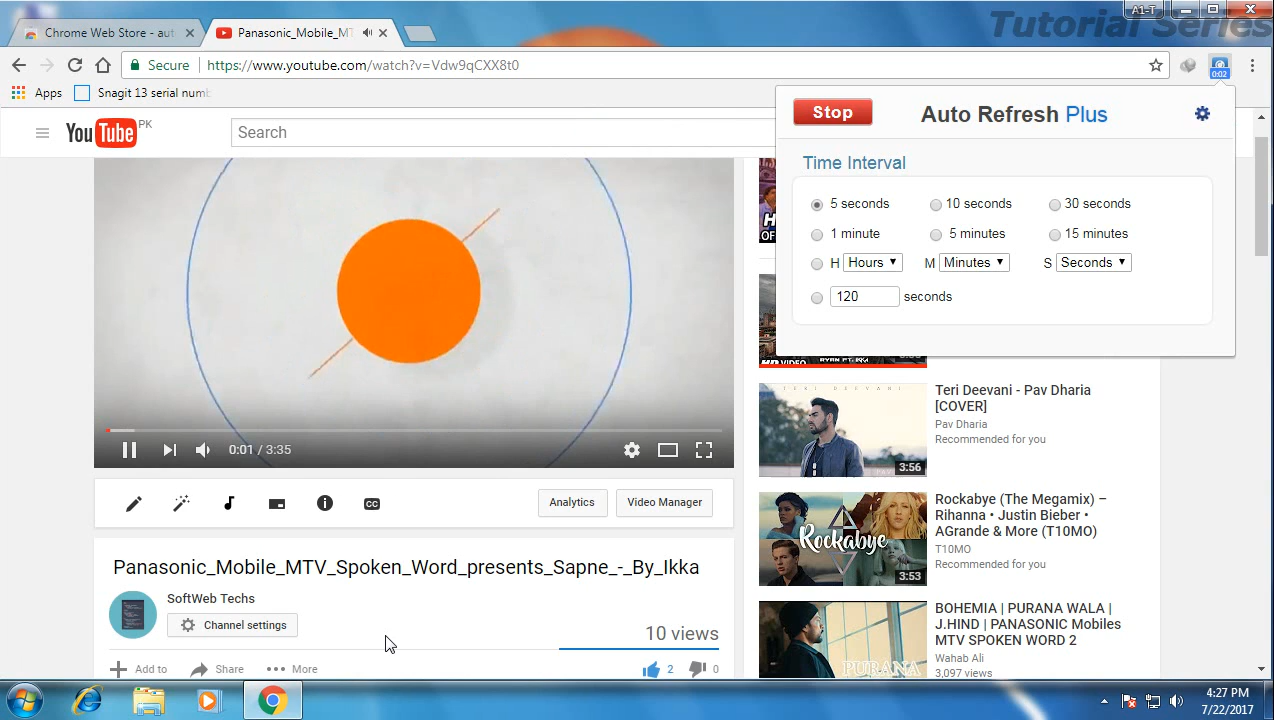 A1-T
Tutorial Series
Chrome Web Store - aut
Panasonic_Mobile_MT
Secure
https://www.youtube.com/watch?v=Vdw9qCXX8t0
0:02
Apps
Snagit 13 serial numb
Stop
Auto Refresh Plus
YouTube PK
Search
Time Interval
5 seconds
10 seconds
30 seconds
1 minute
5 minutes
15 minutes
H Hours
M Minutes
S Seconds
120 seconds
0:01 / 3:35
Teri Deevani - Pav Dharia
[COVER]
Pav Dharia
Recommended for you
TERI DEEVANI
3:56
CC
Analytics
Video Manager
Rockabye (The Megamix) –
Rihanna • Justin Bieber •
AGrande & More (T10MO)
T10MO
Recommended for you
Rockabye
3:53
Panasonic_Mobile_MTV_Spoken_Word_presents_Sapne_-_By_Ikka
SoftWeb Techs
Channel settings
10 views
BOHEMIA | PURANA WALA |
J.HIND | PANASONIC Mobiles
MTV SPOKEN WORD 2
Wahab Ali
3,097 views
PURANA
Add to
Share
More
2
0
4:27 PM
7/22/2017